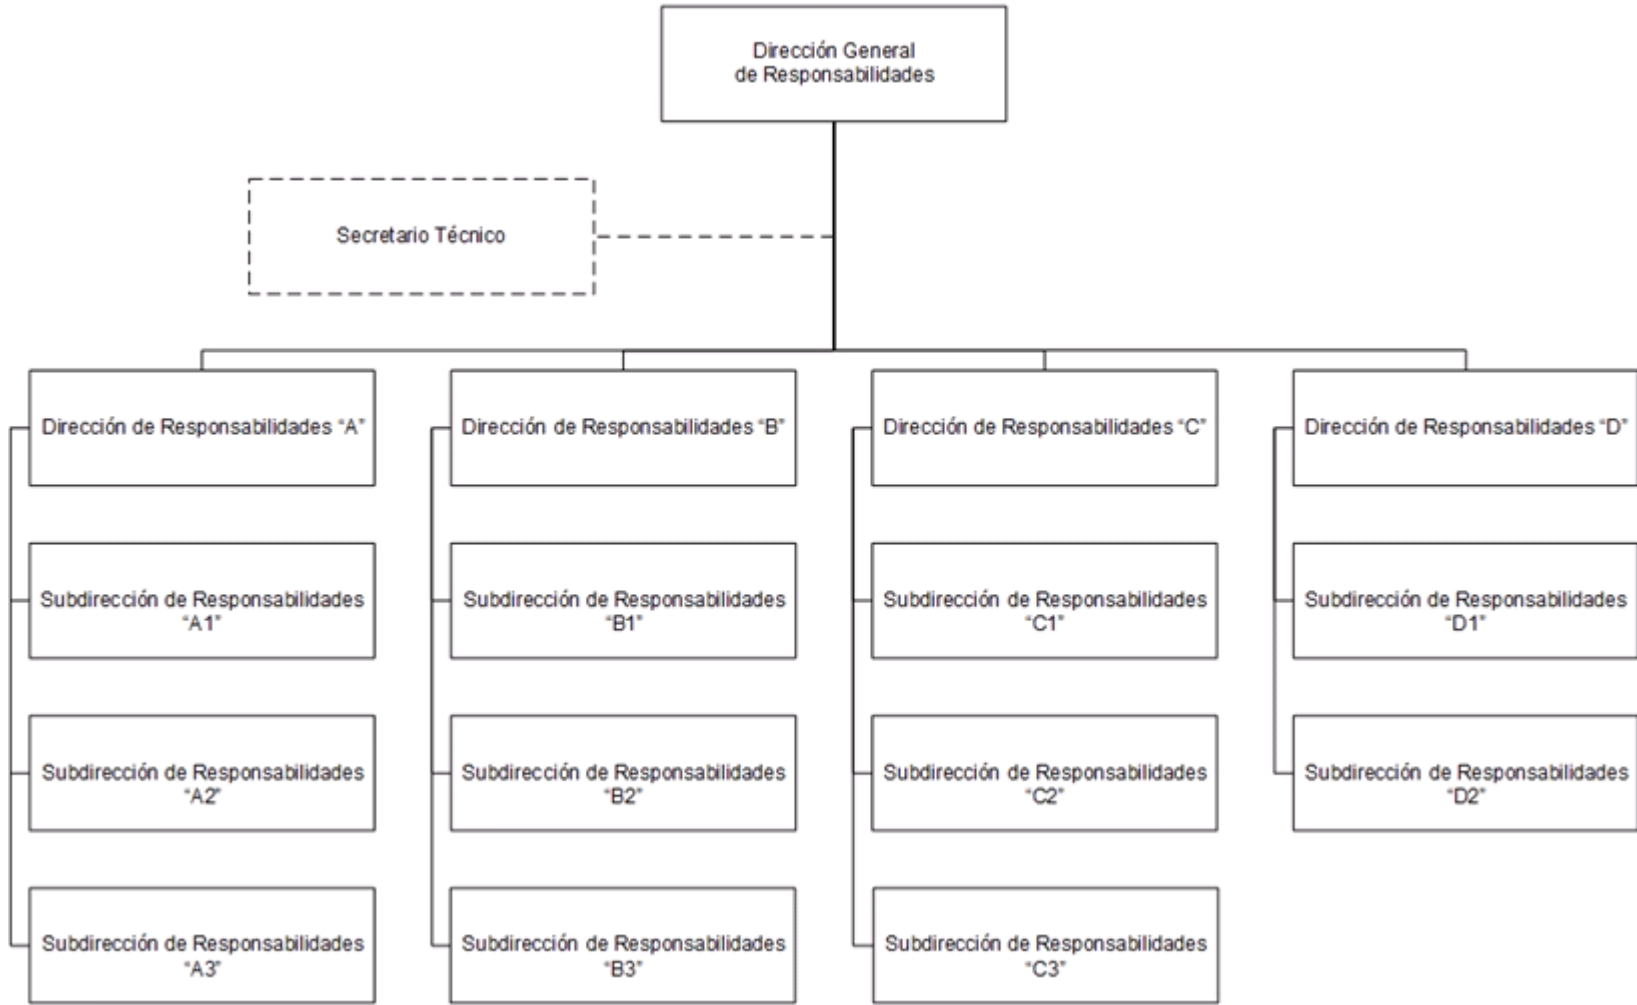 Dirección General
de Responsabilidades
Secretario Técnico
Dirección de Responsabilidades “A”
Dirección de Responsabilidades “B”
Dirección de Responsabilidades “C”
Dirección de Responsabilidades “D”
Subdirección de Responsabilidades
“A1”
Subdirección de Responsabilidades
“B1”
Subdirección de Responsabilidades
“C1”
Subdirección de Responsabilidades
“D1”
Subdirección de Responsabilidades
“A2”
Subdirección de Responsabilidades
“B2”
Subdirección de Responsabilidades
“C2”
Subdirección de Responsabilidades
“D2”
Subdirección de Responsabilidades
“A3”
Subdirección de Responsabilidades
“B3”
Subdirección de Responsabilidades
“C3”